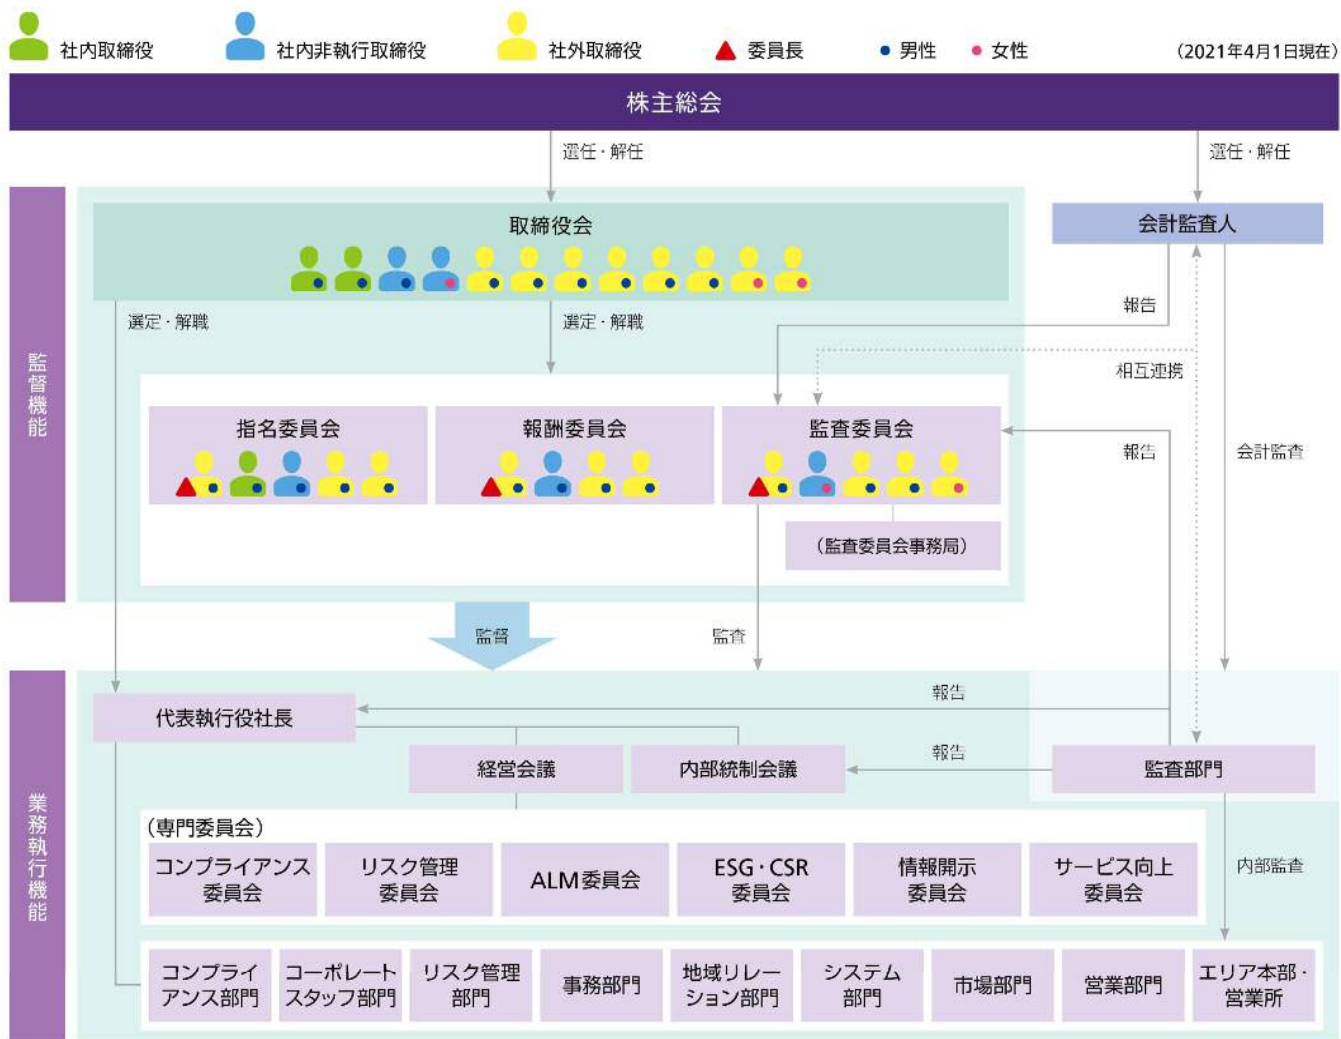 社内取締役
社内非執行取締役
社外取締役
委員長
男性
女性
（2021年4月1日現在）
株主総会
選任・解任
選任・解任
監督機能
取締役会
会計監査人
選定・解職
選定・解職
報告
相互連携
指名委員会
報酬委員会
監査委員会
報告
会計監査
（監査委員会事務局）
監督
監査
業務執行機能
代表執行役社長
報告
経営会議
内部統制会議
報告
監査部門
（専門委員会）
コンプライアンス
委員会
リスク管理
委員会
ALM委員会
ESG・CSR
委員会
情報開示
委員会
サービス向上
委員会
内部監査
コンプライ
アンス部門
コーポレート
スタッフ部門
リスク管理
部門
事務部門
地域リレー
ション部門
システム
部門
市場部門
営業部門
エリア本部・
営業所